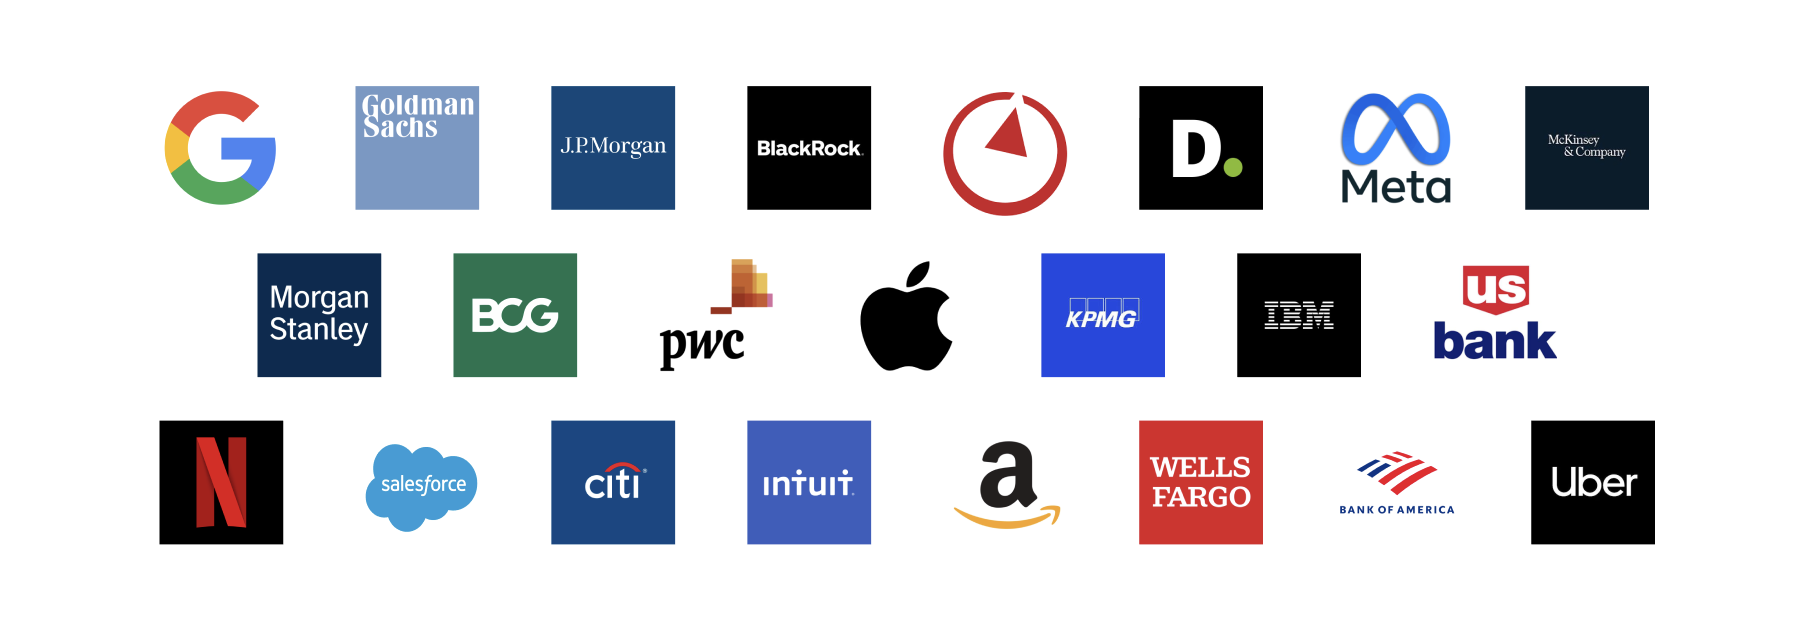 G
Goldman
Sachs
J.P.Morgan
BlackRock.
D.
Meta
McKinsey
& Company
Morgan
Stanley
BCG
pwc
KPMG
IBM
us
bank
N
salesforce
citi®
intuit.
a
WELLS
FARGO
BANK OF AMERICA
Uber